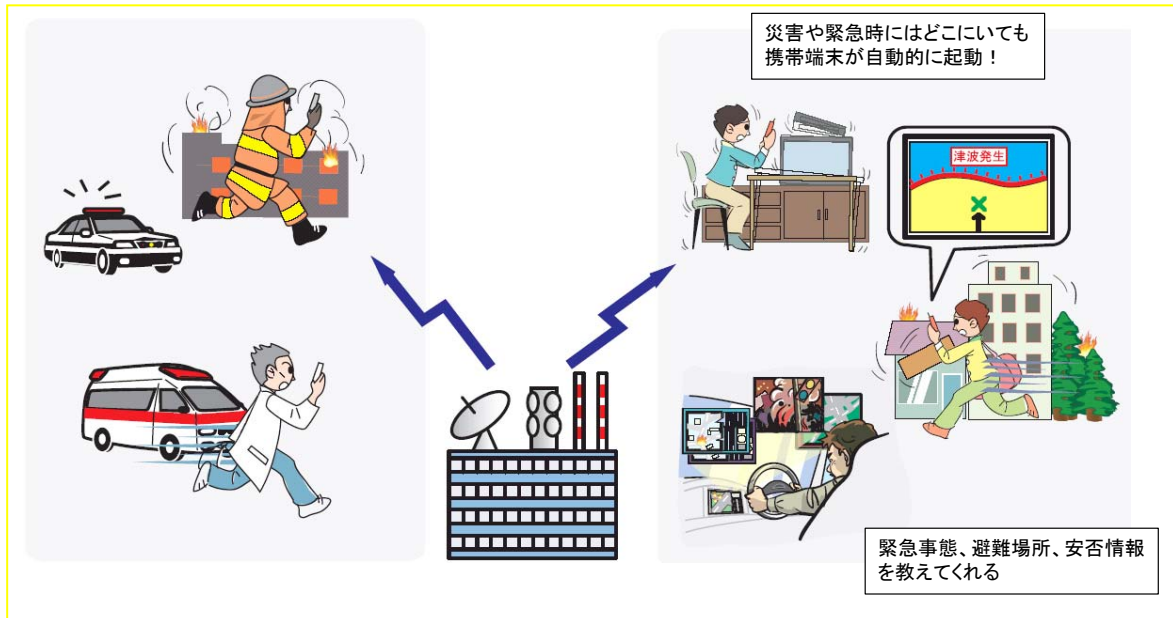 災害や緊急時にはどこにいても
携帯端末が自動的に起動！
津波発生
緊急事態、避難場所、安否情報
を教えてくれる